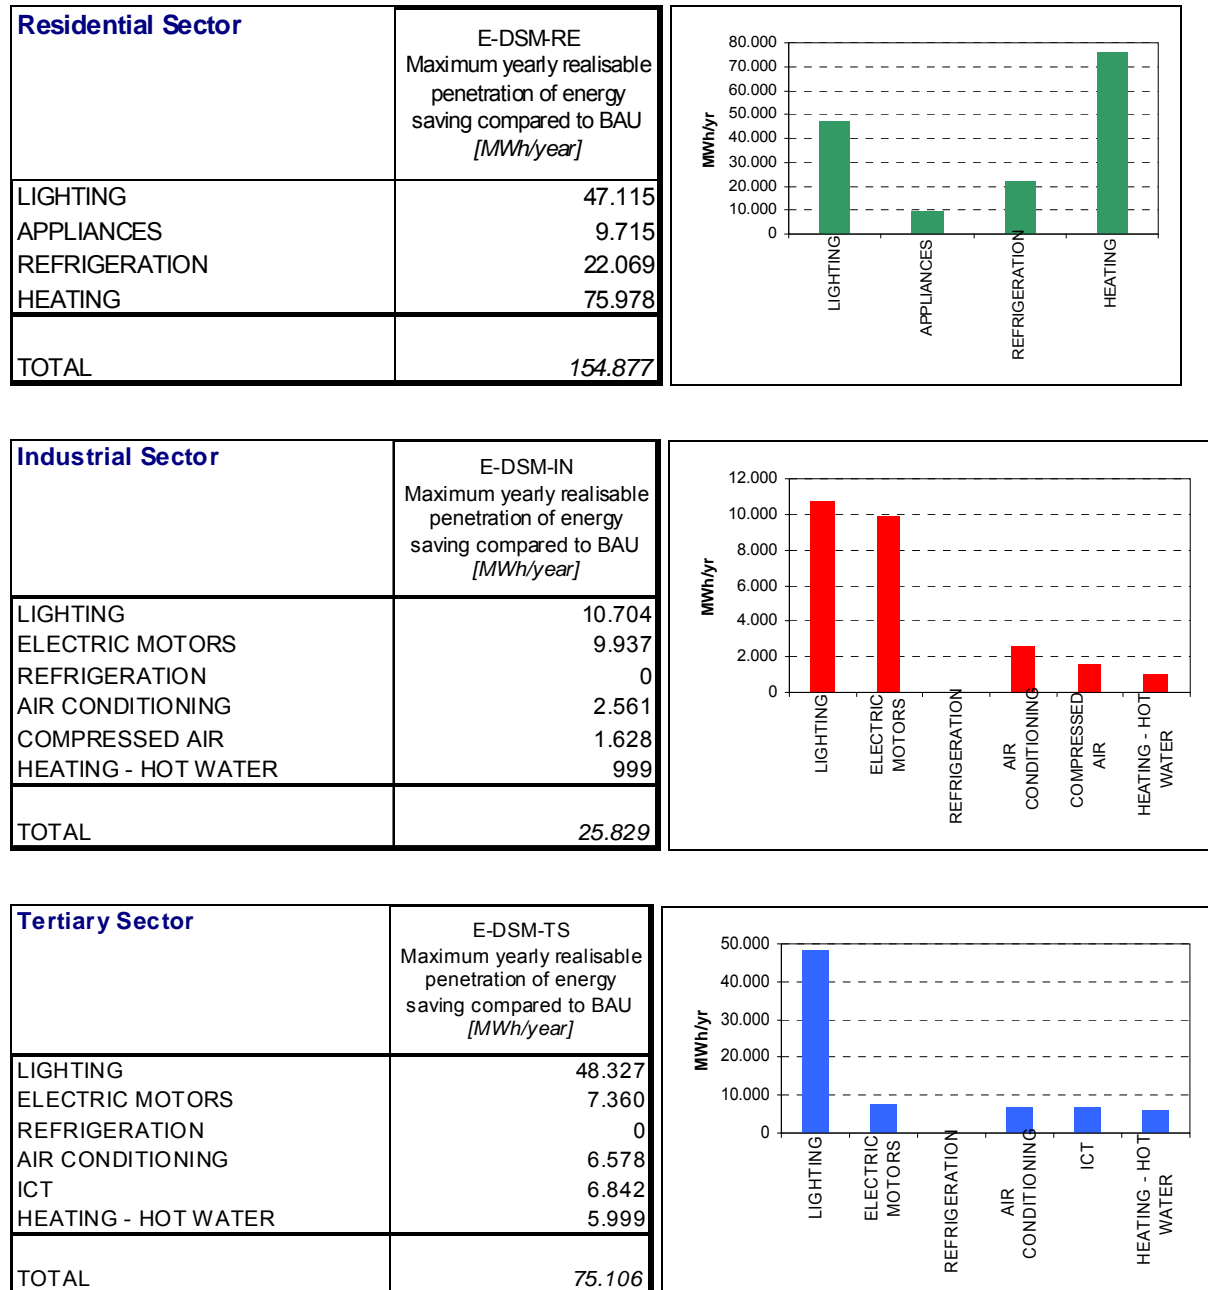 Residential Sector
E-DSM-RE
Maximum yearly realisable
penetration of energy
saving compared to BAU
[MWh/year]
LIGHTING 47.115
APPLIANCES 9.715
REFRIGERATION 22.069
HEATING 75.978
TOTAL 154.877
80.000
70.000
60.000
50.000
40.000
30.000
20.000
10.000
0
MWh/yr
LIGHTING
APPLIANCES
REFRIGERATION
HEATING
Industrial Sector
E-DSM-IN
Maximum yearly realisable
penetration of energy
saving compared to BAU
[MWh/year]
LIGHTING 10.704
ELECTRIC MOTORS 9.937
REFRIGERATION 0
AIR CONDITIONING 2.561
COMPRESSED AIR 1.628
HEATING - HOT WATER 999
TOTAL 25.829
12.000
10.000
8.000
6.000
4.000
2.000
0
MWh/yr
LIGHTING
ELECTRIC
MOTORS
REFRIGERATION
AIR
CONDITIONING
COMPRESSED
AIR
HEATING - HOT
WATER
Tertiary Sector
E-DSM-TS
Maximum yearly realisable
penetration of energy
saving compared to BAU
[MWh/year]
LIGHTING 48.327
ELECTRIC MOTORS 7.360
REFRIGERATION 0
AIR CONDITIONING 6.578
ICT 6.842
HEATING - HOT WATER 5.999
TOTAL 75.106
50.000
40.000
30.000
20.000
10.000
0
MWh/yr
LIGHTING
ELECTRIC
MOTORS
REFRIGERATION
AIR
CONDITIONING
ICT
HEATING - HOT
WATER